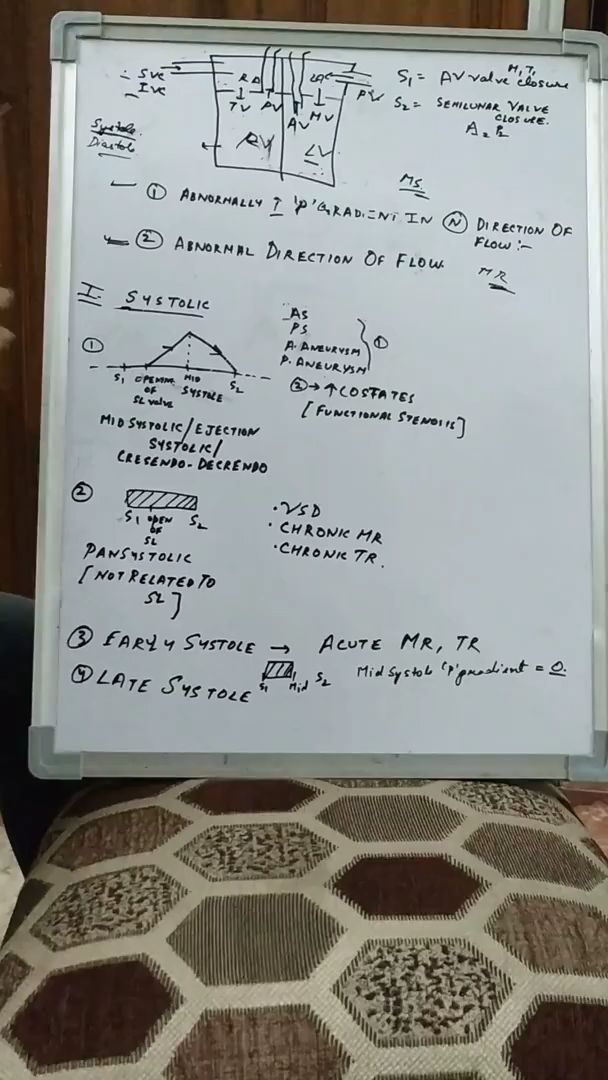 SVC
IVC
RA
LA
PV
TV PV AV MV
RV LV
Systole
Diastole
M, T,
S₁ = AV valve closure
S₂ = SEMILUNAR VALVE
CLOSURE.
A₂ P₂
MS.
① ABNORMALLY ↑ 'P' GRADIENT IN Ⓝ DIRECTION OF
FLOW :-
② ABNORMAL DIRECTION OF FLOW.
MR
I. SYSTOLIC
①
S₁ OPENING OF SL valve MID SYSTOLE S₂
MID SYSTOLIC/EJECTION
SYSTOLIC/
CRESENDO-DECRENDO
AS
PS
A. ANEURYSM
P. ANEURYSM
①
② → ↑ CO STATES
[FUNCTIONAL STENOSIS]
②
S₁ OPEN OF SL S₂
PANSYSTOLIC
[NOT RELATED TO
SL]
• VSD
• CHRONIC MR
• CHRONIC TR.
③ EARLY SYSTOLE → ACUTE MR, TR
S₁ Mid S₂ Mid Systole 'P' gradient = 0.
④ LATE SYSTOLE